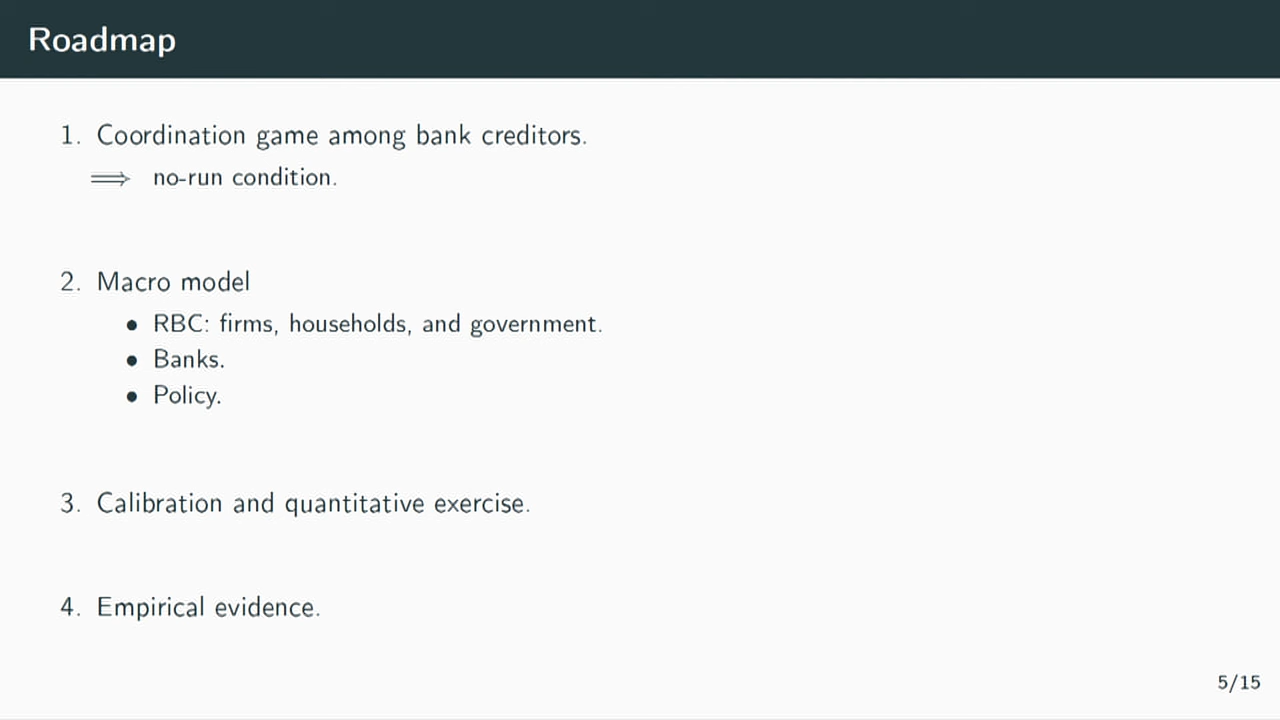 Roadmap
1. Coordination game among bank creditors.
⟹ no-run condition.
2. Macro model
• RBC: firms, households, and government.
• Banks.
• Policy.
3. Calibration and quantitative exercise.
4. Empirical evidence.
5/15